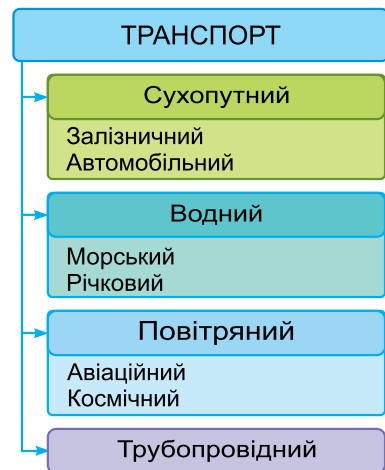 ТРАНСПОРТ
Сухопутний
Залізничний
Автомобільний
Водний
Морський
Річковий
Повітряний
Авіаційний
Космічний
Трубопровідний